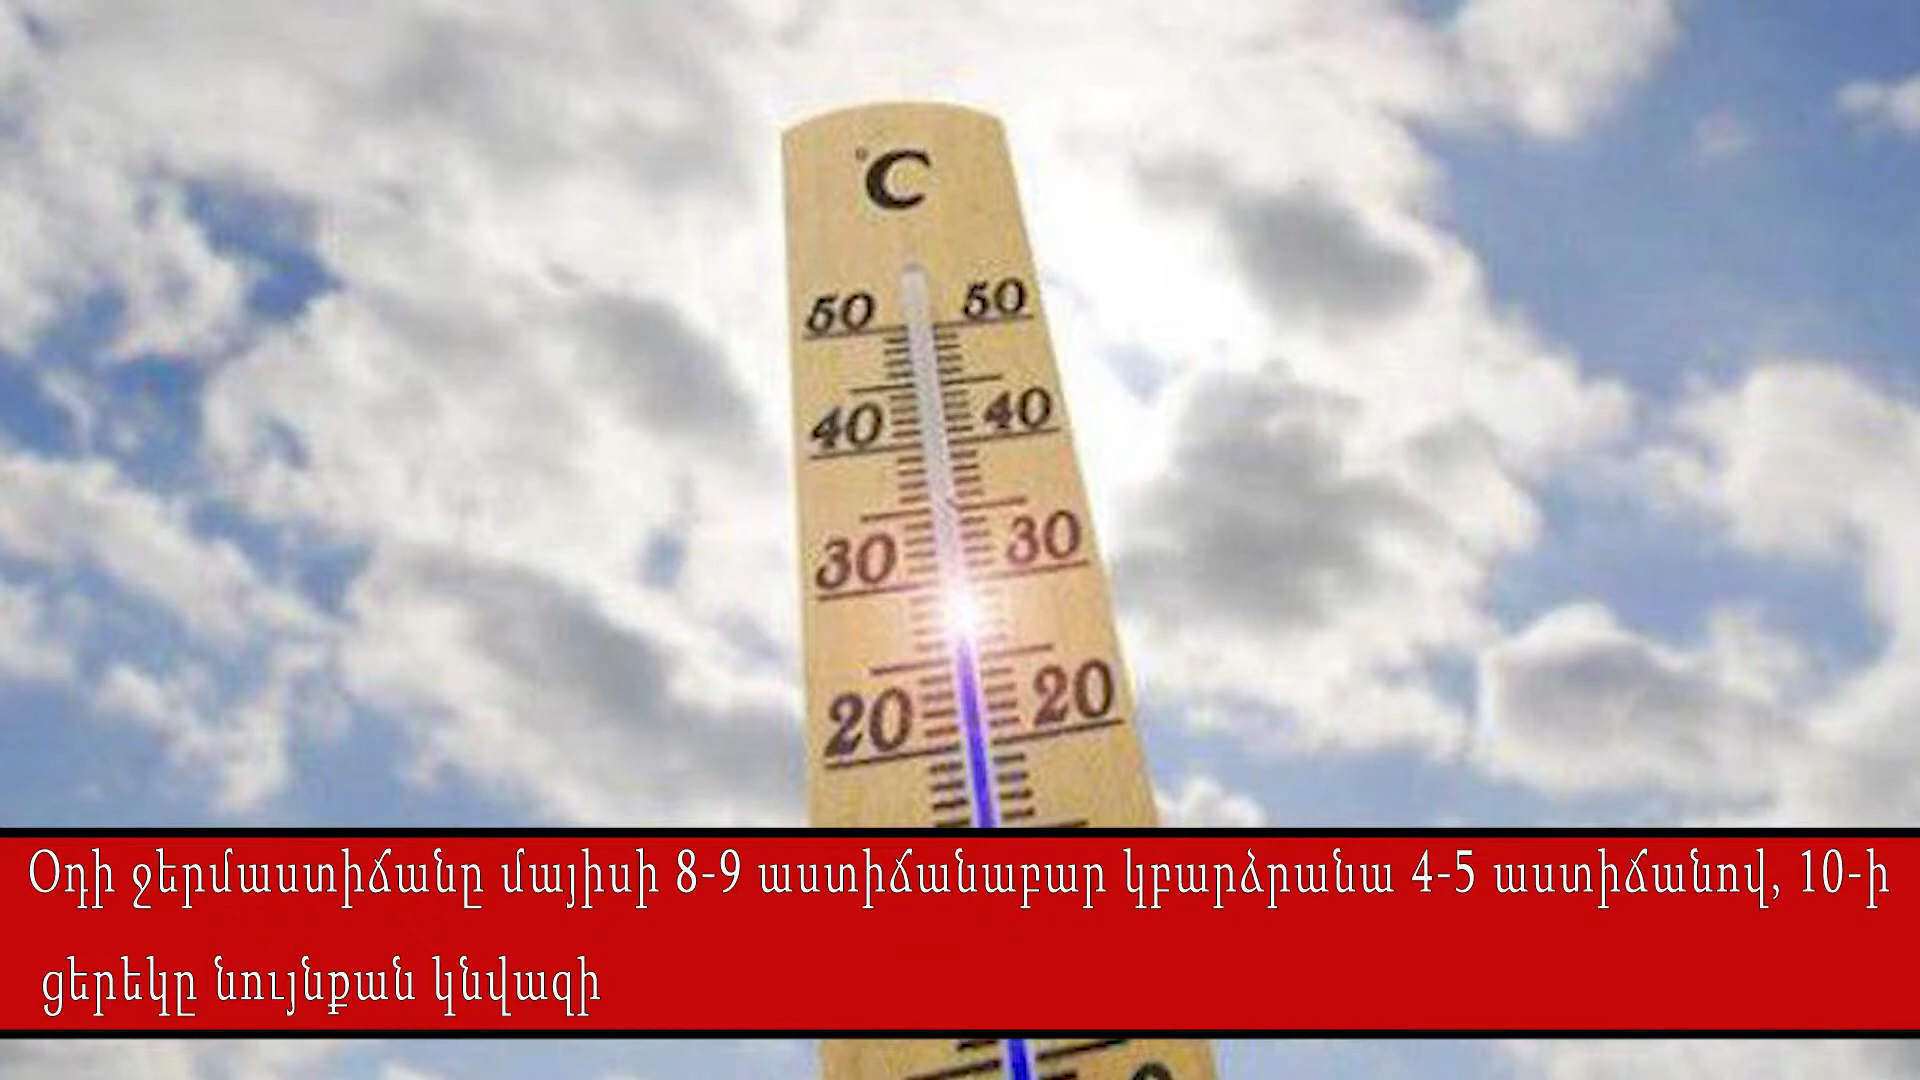 °C
50 50
40 40
30 30
20 20
Օդի ջերմաստիճանը մայիսի 8-9 աստիճանաբար կբարձրանա 4-5 աստիճանով, 10-ի
ցերեկը նույնքան կնվազի